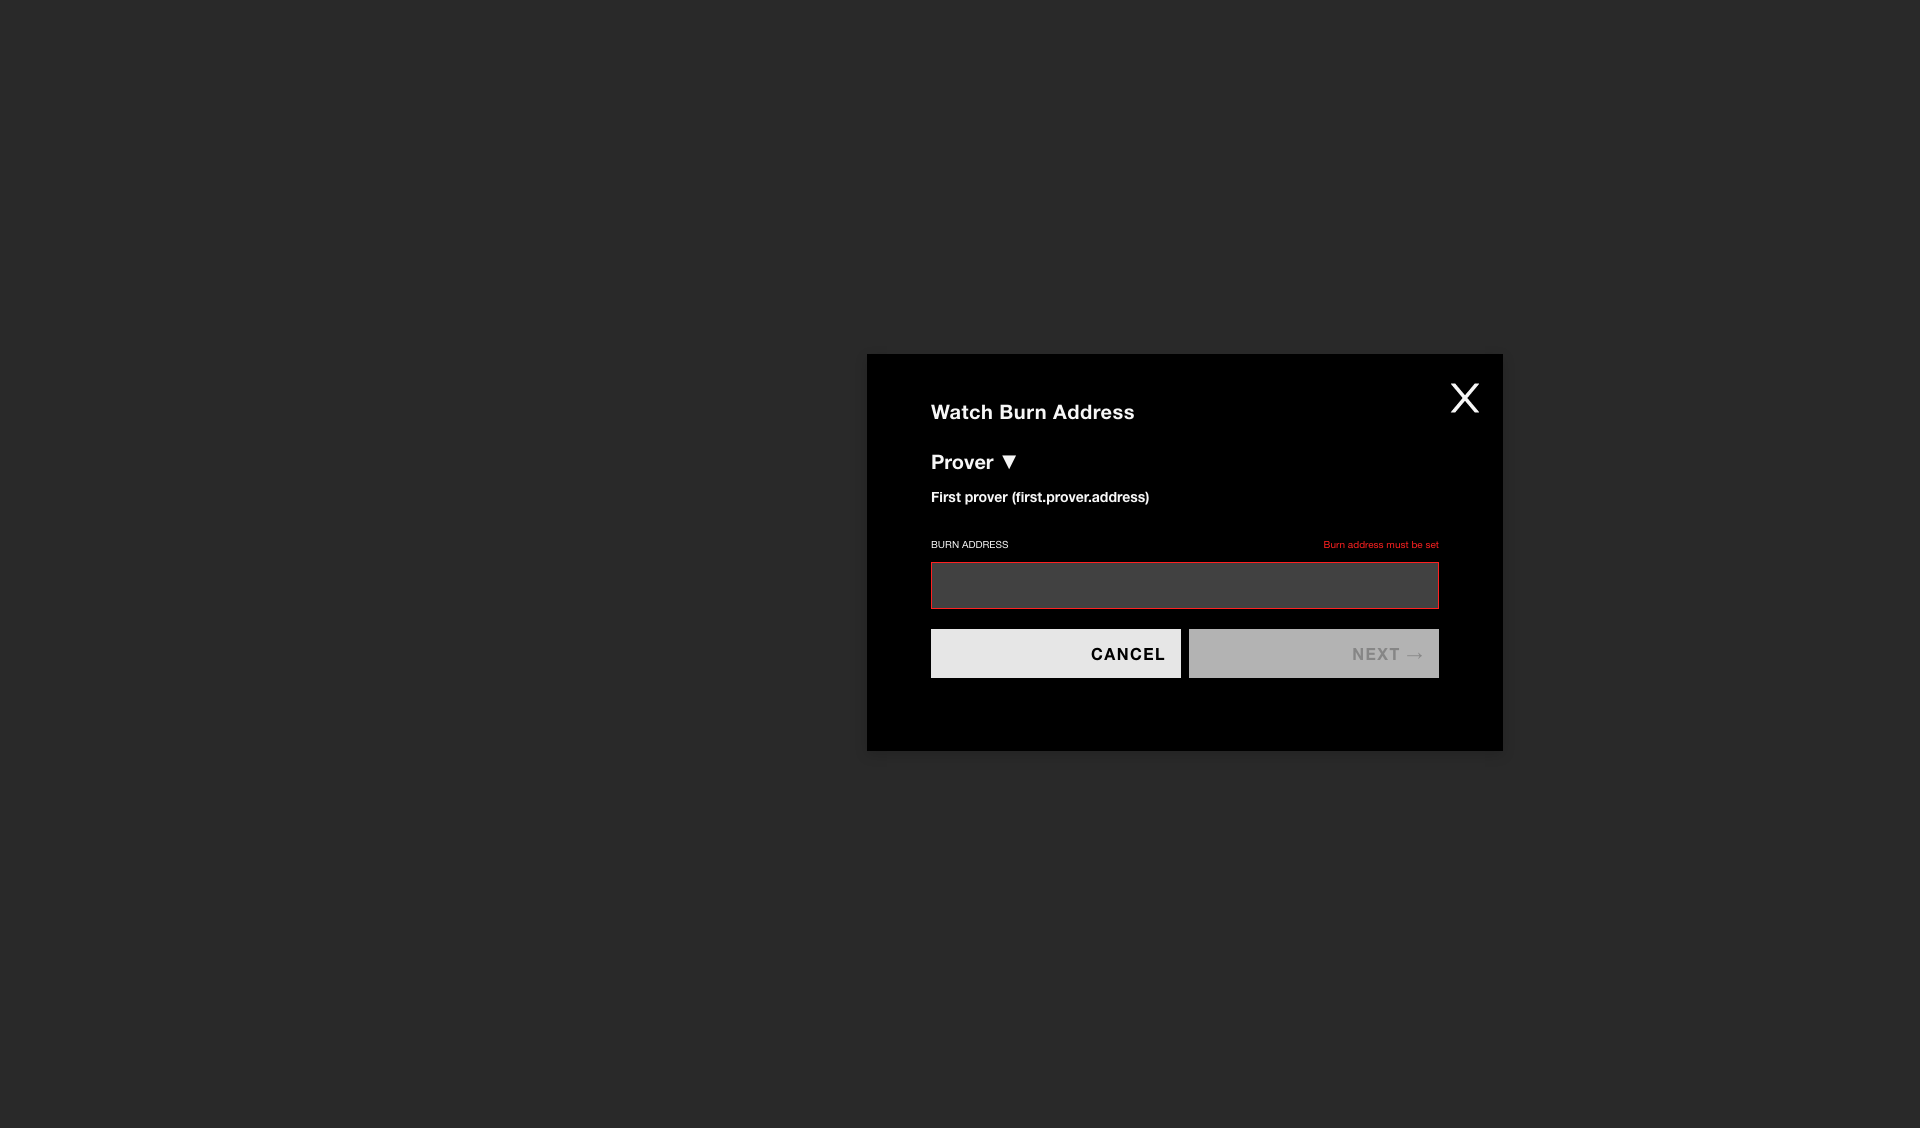 Watch Burn Address
Prover ▼
First prover (first.prover.address)
BURN ADDRESS Burn address must be set
CANCEL NEXT →